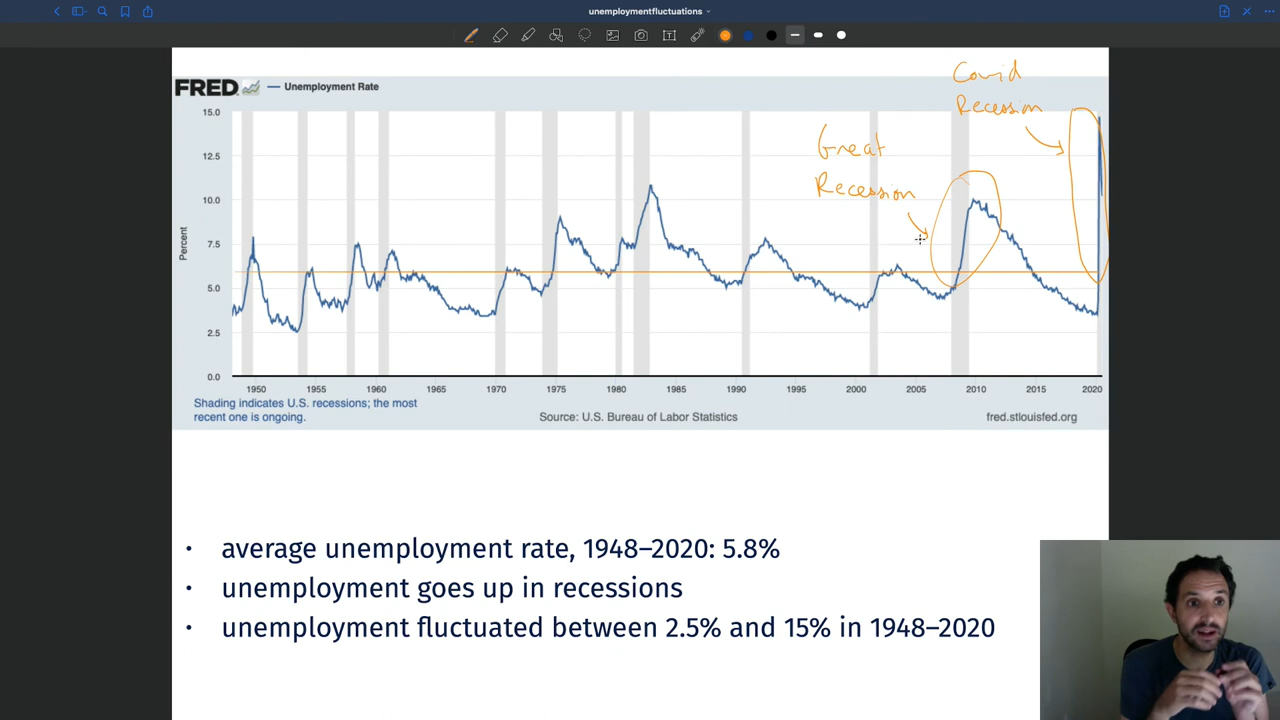 unemploymentfluctuations
FRED
Unemployment Rate
Covid
Recession
Great
Recession
15.0
12.5
10.0
7.5
5.0
2.5
0.0
Percent
1950 1955 1960 1965 1970 1975 1980 1985 1990 1995 2000 2005 2010 2015 2020
Shading indicates U.S. recessions; the most
recent one is ongoing.
Source: U.S. Bureau of Labor Statistics
fred.stlouisfed.org
• average unemployment rate, 1948–2020: 5.8%
• unemployment goes up in recessions
• unemployment fluctuated between 2.5% and 15% in 1948–2020